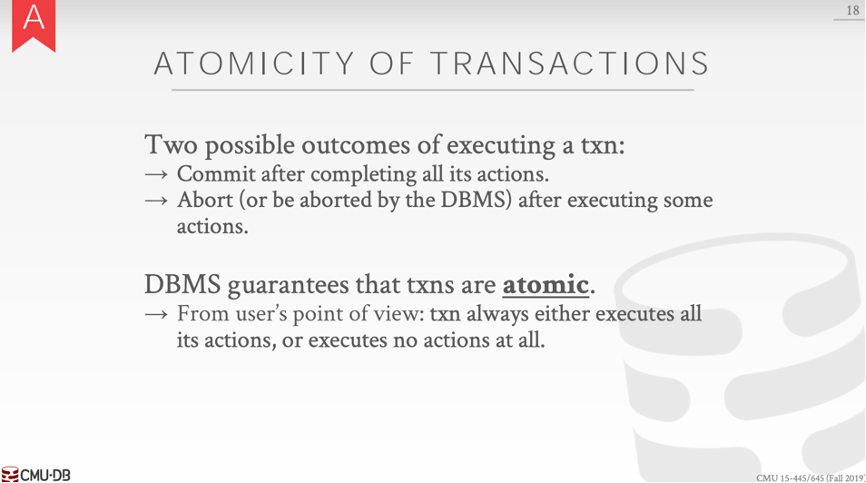 A
18
ATOMICITY OF TRANSACTIONS
Two possible outcomes of executing a txn:
→ Commit after completing all its actions.
→ Abort (or be aborted by the DBMS) after executing some
actions.
DBMS guarantees that txns are atomic.
→ From user's point of view: txn always either executes all
its actions, or executes no actions at all.
CMU·DB
CMU 15-445/645 (Fall 2019)